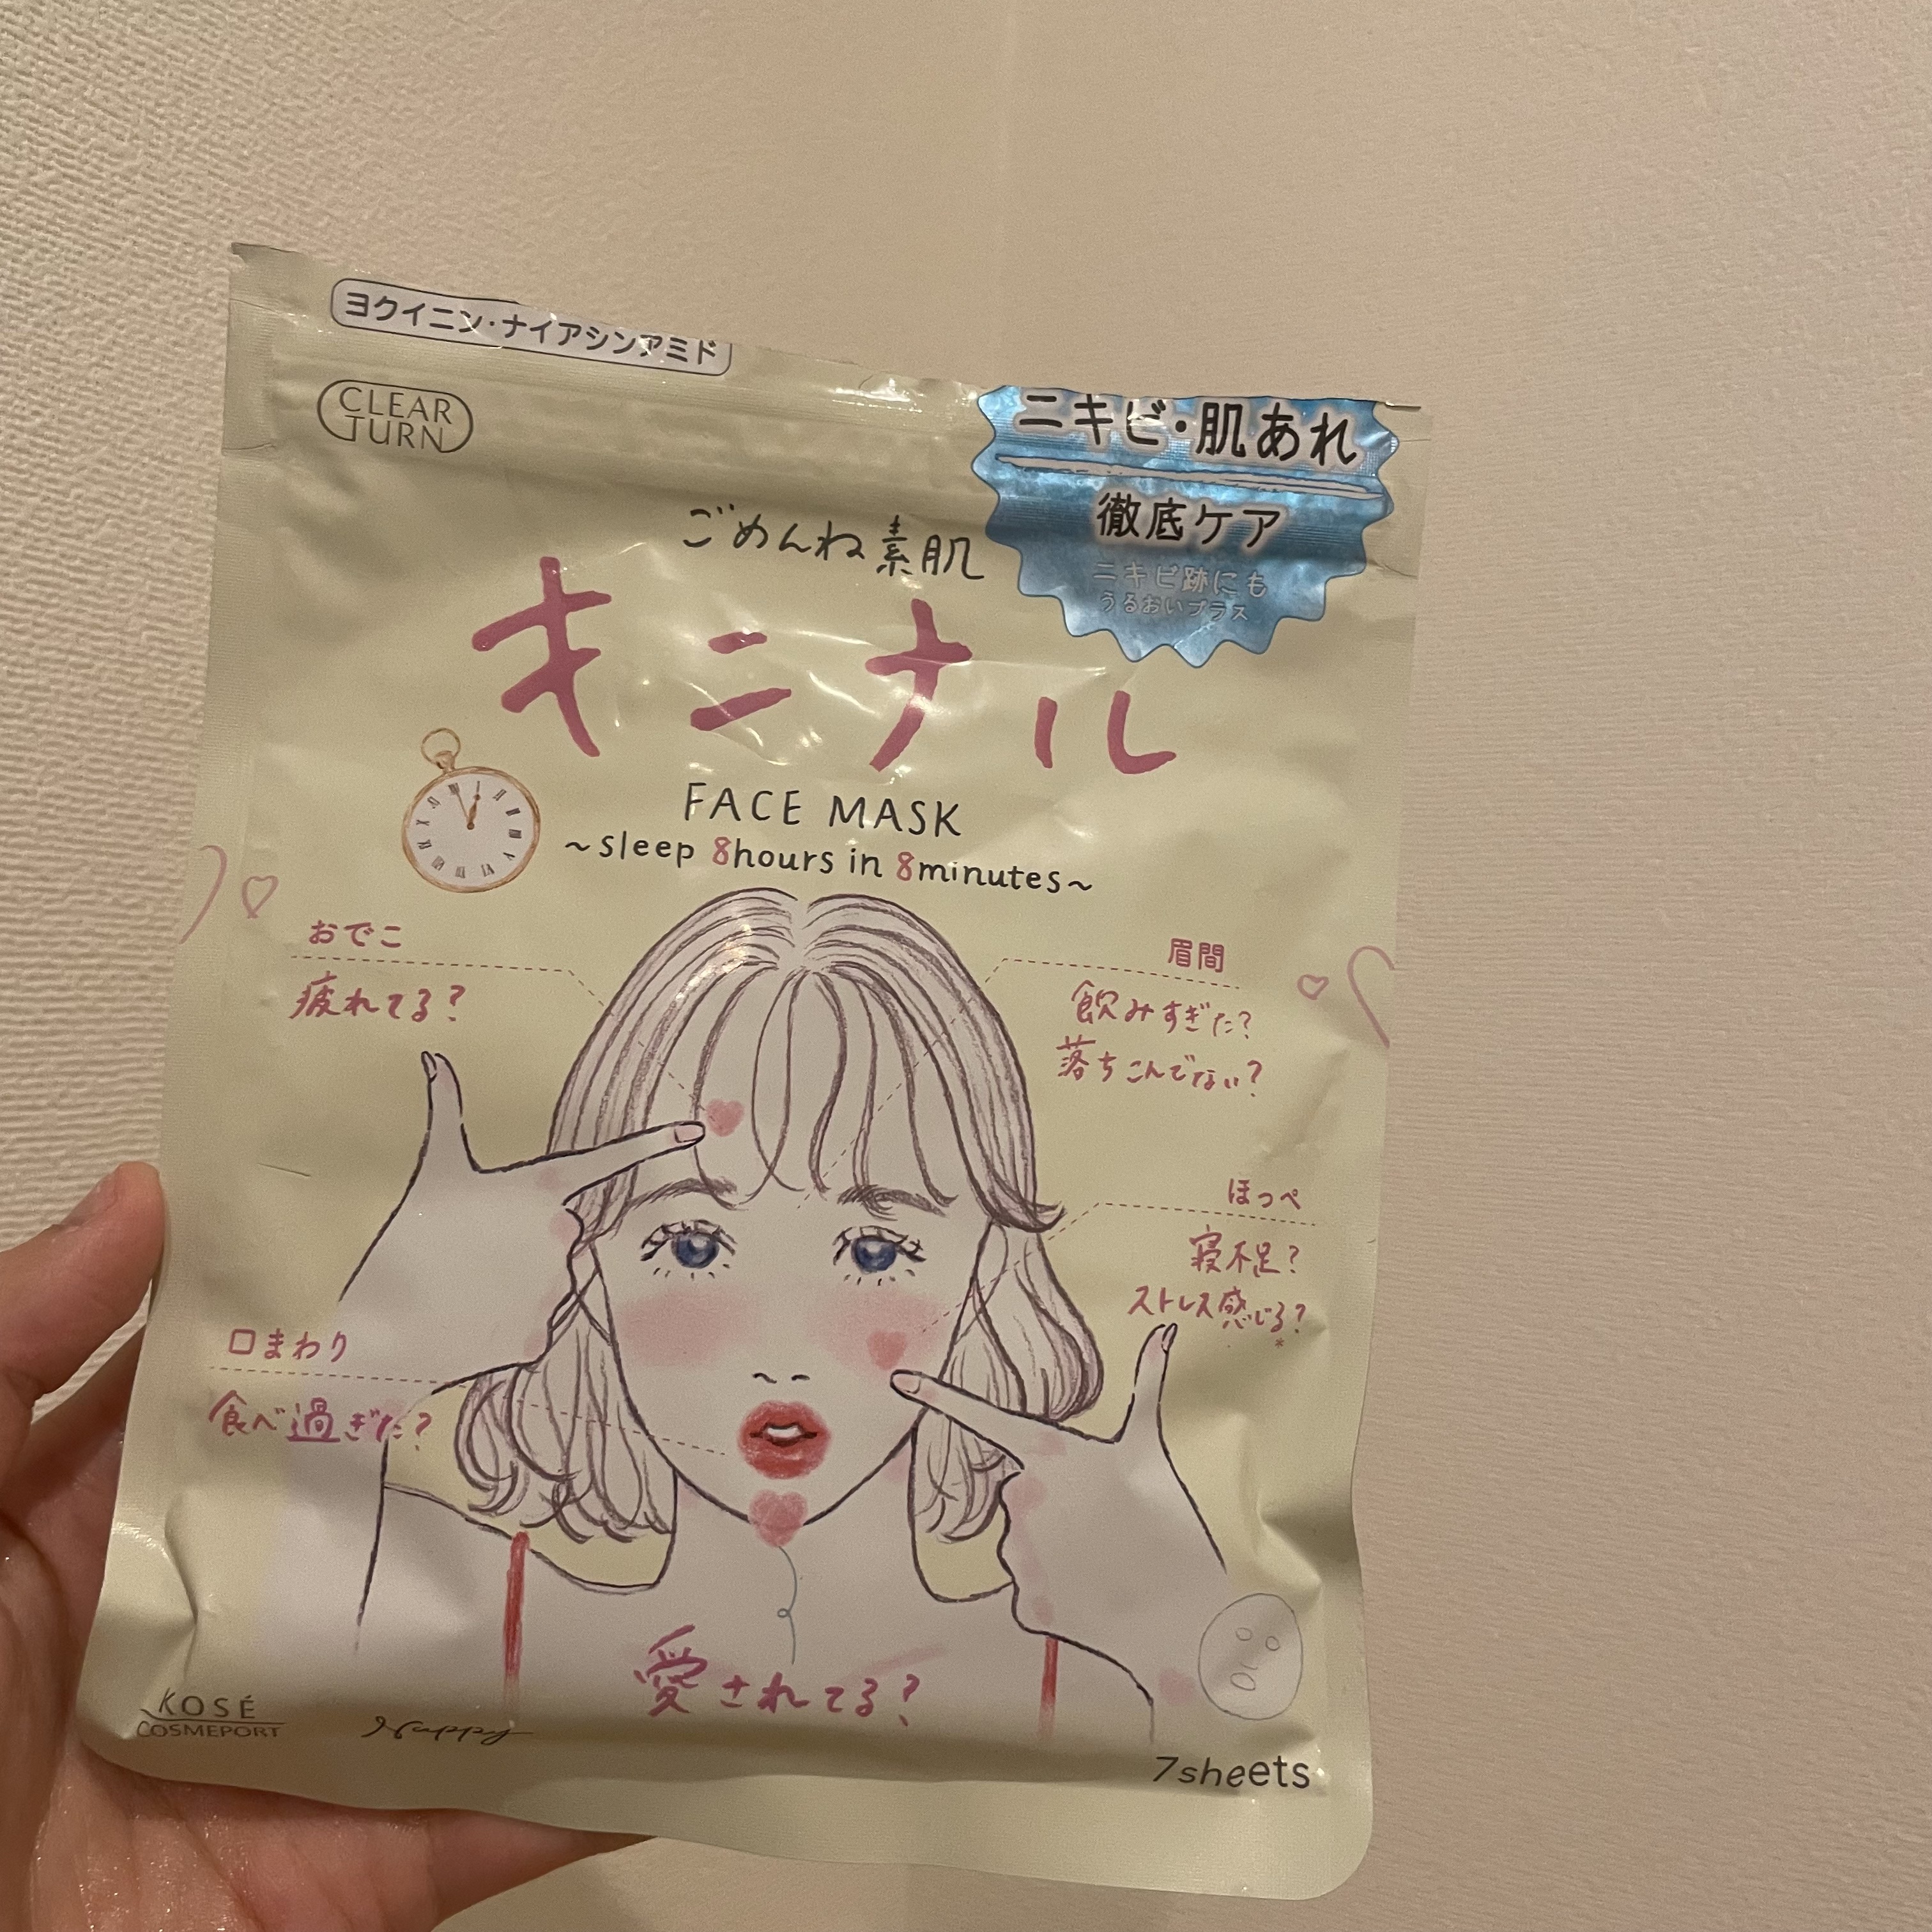 ヨクイニン・ナイアシンアミド
CLEAR
TURN
ニキビ・肌あれ
徹底ケア
ニキビ跡にも
うるおいプラス
ごめんね素肌
キニナル
FACE MASK
~sleep 8hours in 8minutes~
おでこ
疲れてる?
眉間
飲みすぎた?
落ちこんでない?
ほっぺ
寝不足?
ストレス感じる?
*
口まわり
食べ過ぎた?
愛されてる?
KOSÉ
COSMEPORT
Nuppy
7sheets